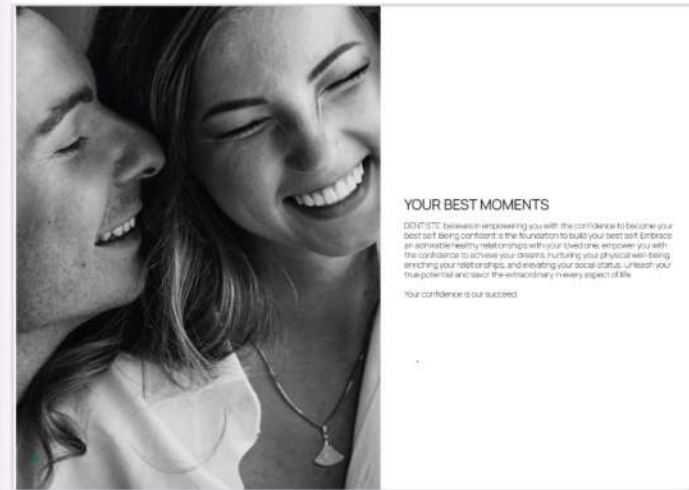 YOUR BEST MOMENTS
DENTISTE' believes in empowering you with the confidence to become your
best self. Being confident is the foundation to build your best self. Embrace
an admirable healthy relationships with your loved one, empower you with
the confidence to achieve your dreams, nurturing your physical well-being,
enriching your relationships, and elevating your social status. Unleash your
true potential and savor the extraordinary in every aspect of life.
Your confidence is our succeed.